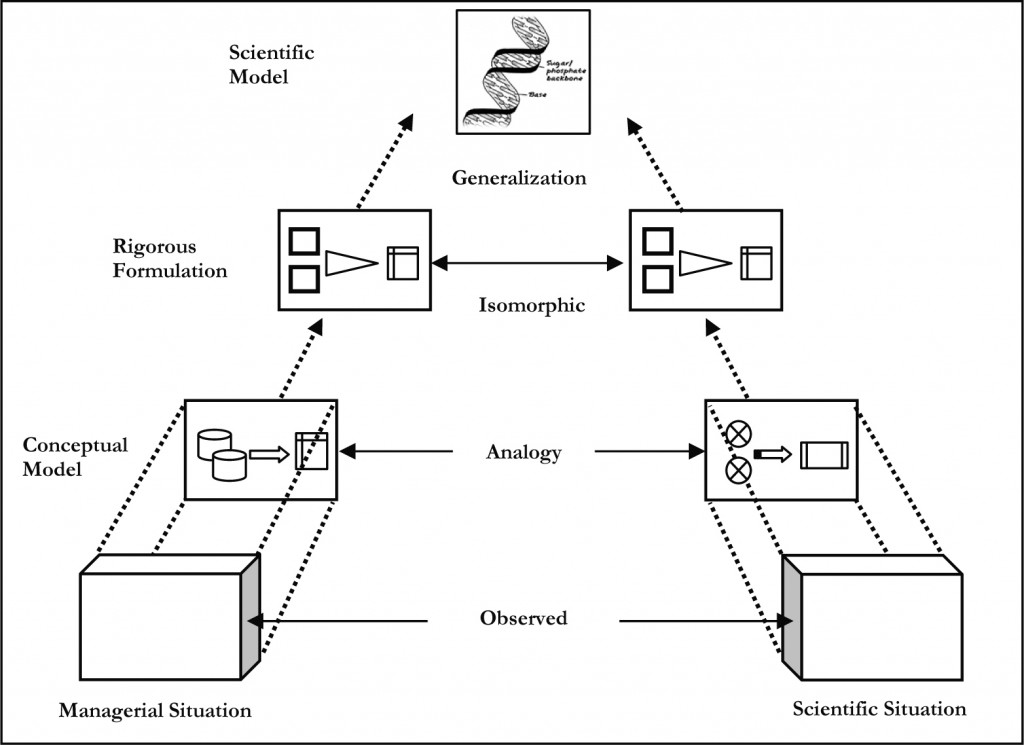 Scientific
Model
Sugar/
phosphate
backbone
Base
Generalization
Rigorous
Formulation
Isomorphic
Conceptual
Model
Analogy
Observed
Managerial Situation
Scientific Situation